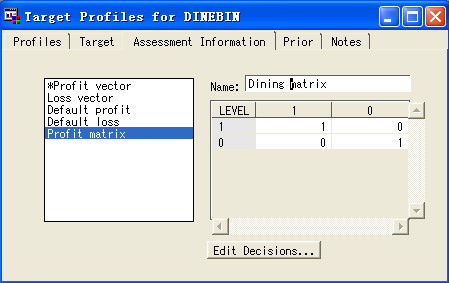 Target Profiles for DINEBIN
Profiles Target Assessment Information Prior Notes
*Profit vector
Loss vector
Default profit
Default loss
Profit matrix
Name: Dining matrix
LEVEL 1 0
1 1 0
0 0 1
Edit Decisions...